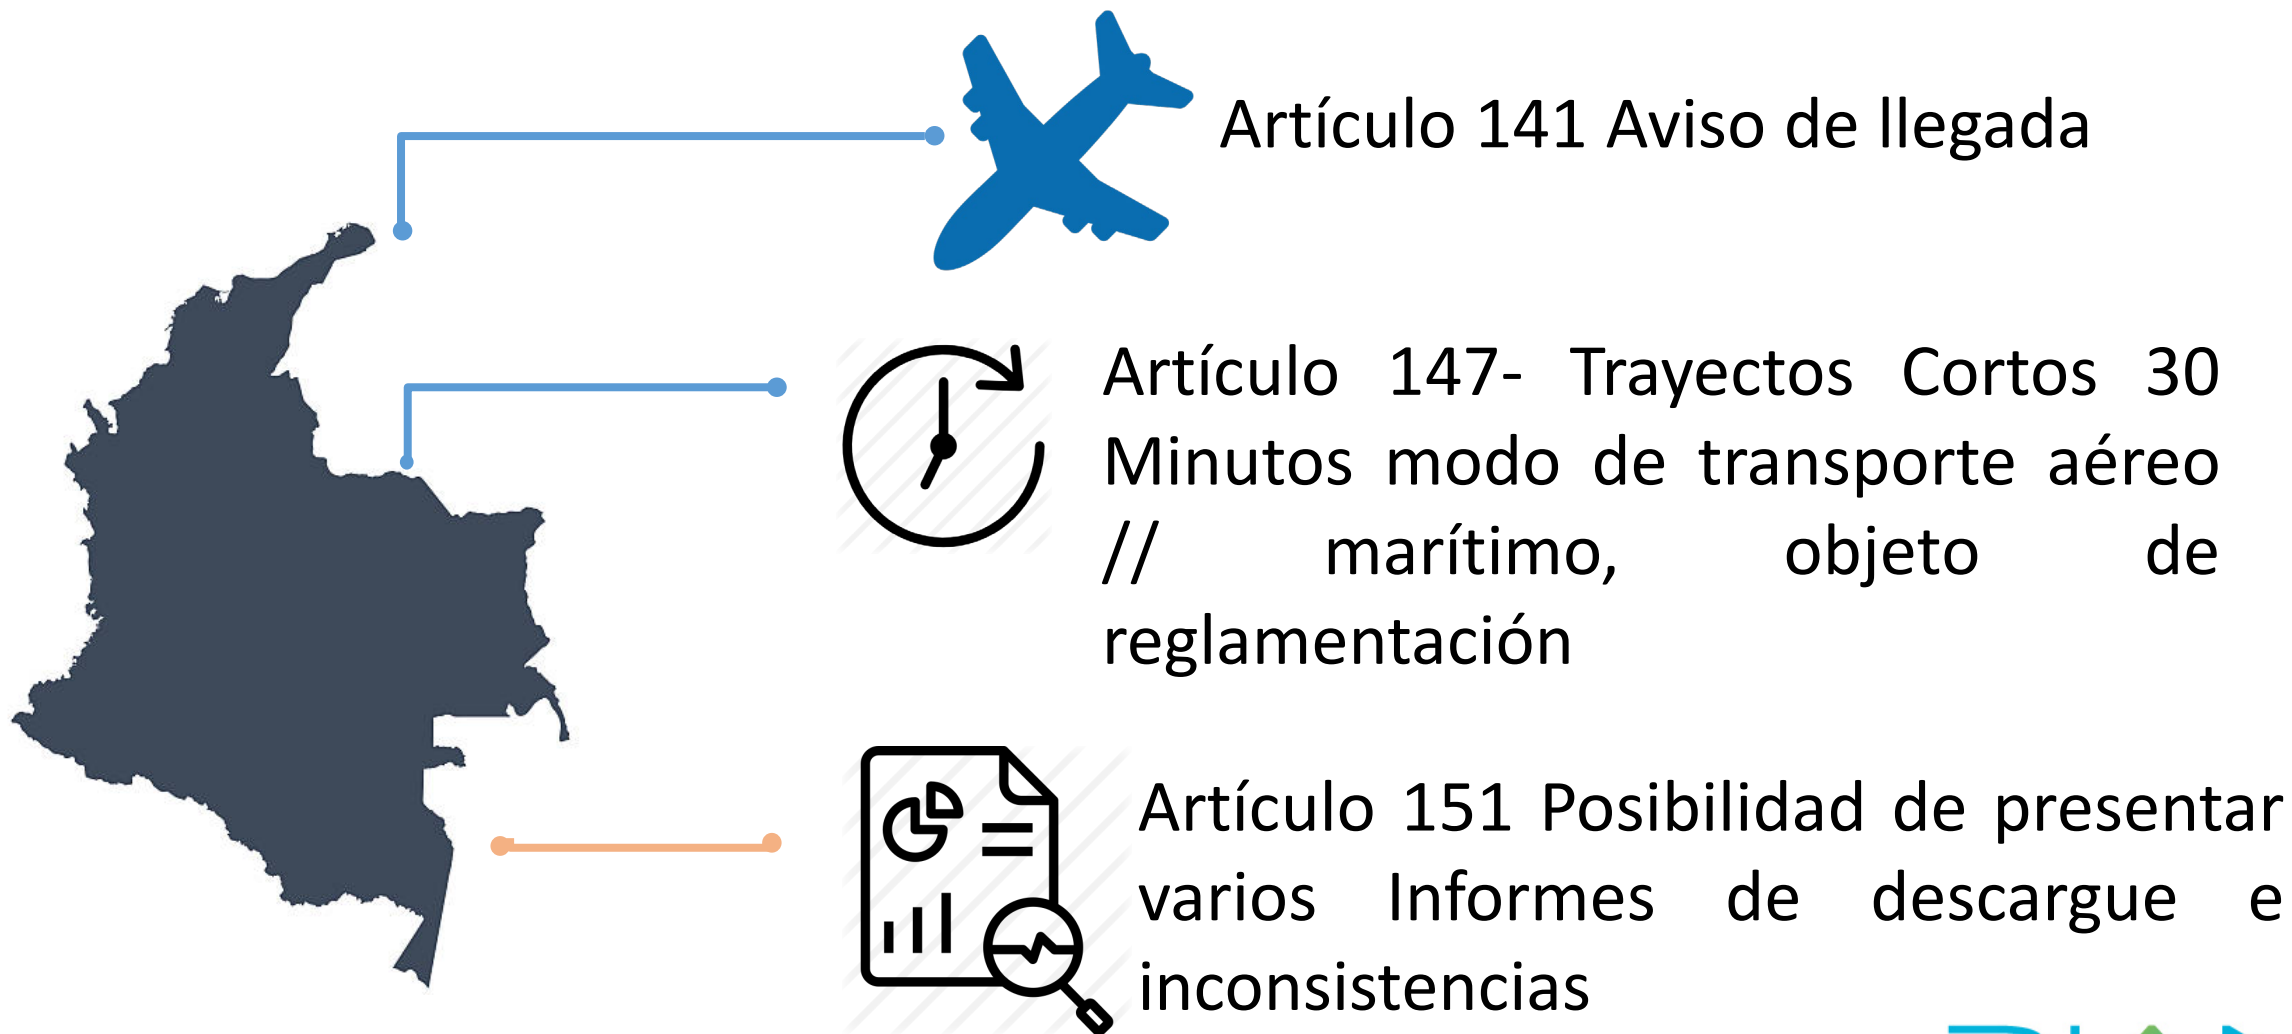 Artículo 141 Aviso de llegada
Artículo 147- Trayectos Cortos 30
Minutos modo de transporte aéreo
// marítimo, objeto de
reglamentación
Artículo 151 Posibilidad de presentar
varios Informes de descargue e
inconsistencias